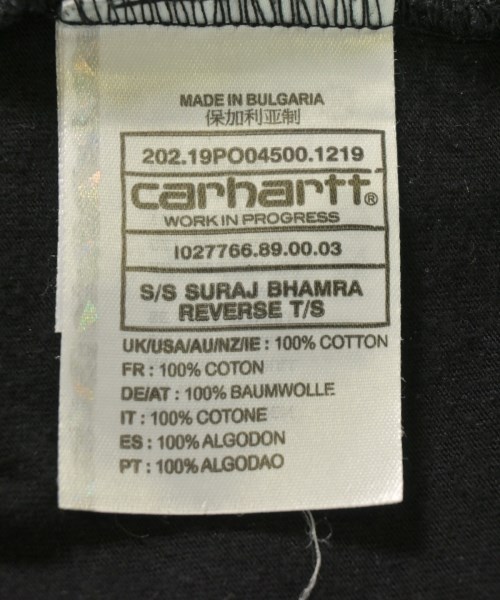 MADE IN BULGARIA
保加利亚制
202.19PO04500.1219
carhartt®
WORK IN PROGRESS
I027766.89.00.03
S/S SURAJ BHAMRA
REVERSE T/S
UK/USA/AU/NZ/IE : 100% COTTON
FR : 100% COTON
DE/AT : 100% BAUMWOLLE
IT : 100% COTONE
ES : 100% ALGODON
PT : 100% ALGODAO